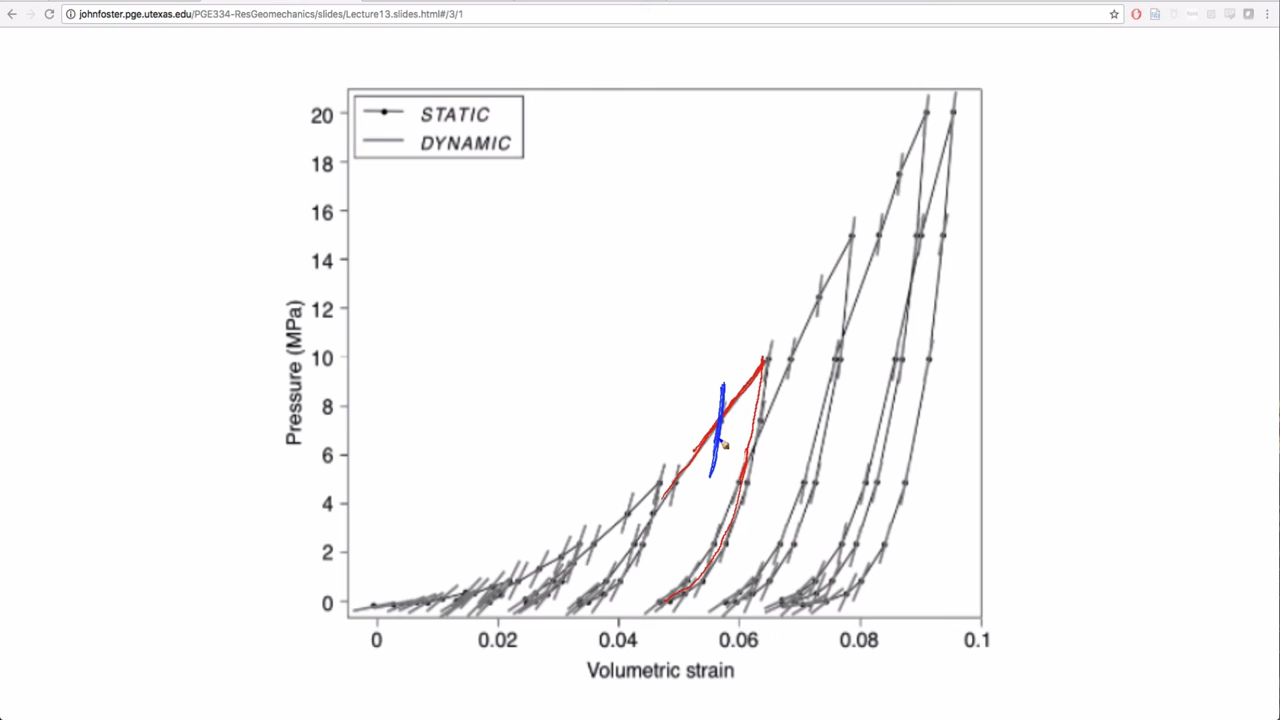 johnfoster.pge.utexas.edu/PGE334-ResGeomechanics/slides/Lecture13.slides.html#/3/1
STATIC
DYNAMIC
20
18
16
14
12
10
8
6
4
2
0
Pressure (MPa)
0 0.02 0.04 0.06 0.08 0.1
Volumetric strain